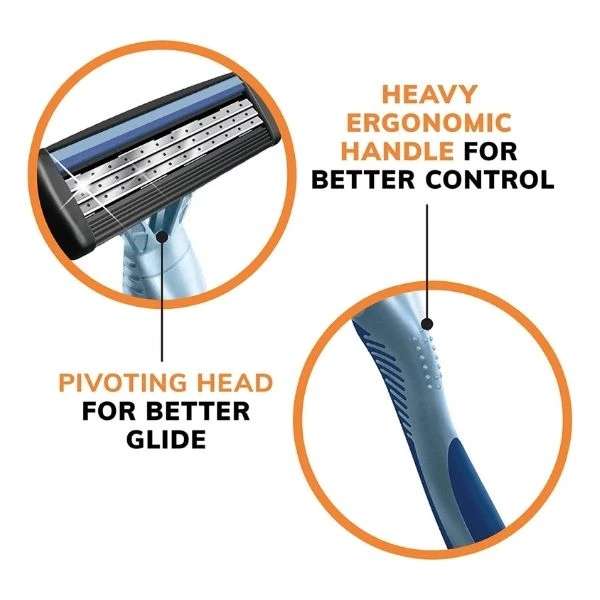 HEAVY
ERGONOMIC
HANDLE FOR
BETTER CONTROL
PIVOTING HEAD
FOR BETTER
GLIDE